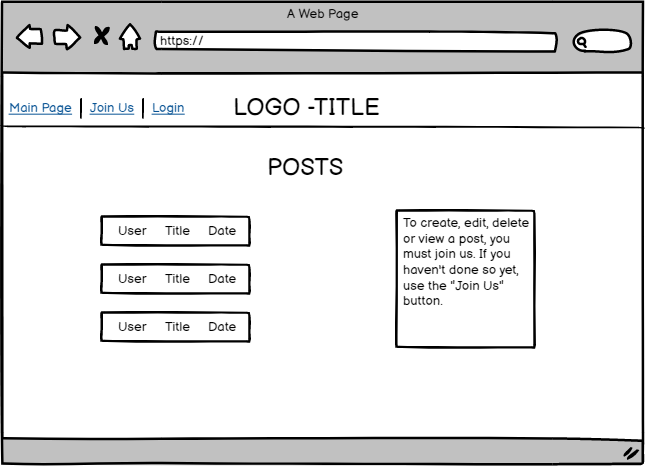 A Web Page
https://
Main Page | Join Us | Login
LOGO -TITLE
POSTS
User Title Date
User Title Date
User Title Date
To create, edit, delete
or view a post, you
must join us. If you
haven't done so yet,
use the "Join Us"
button.